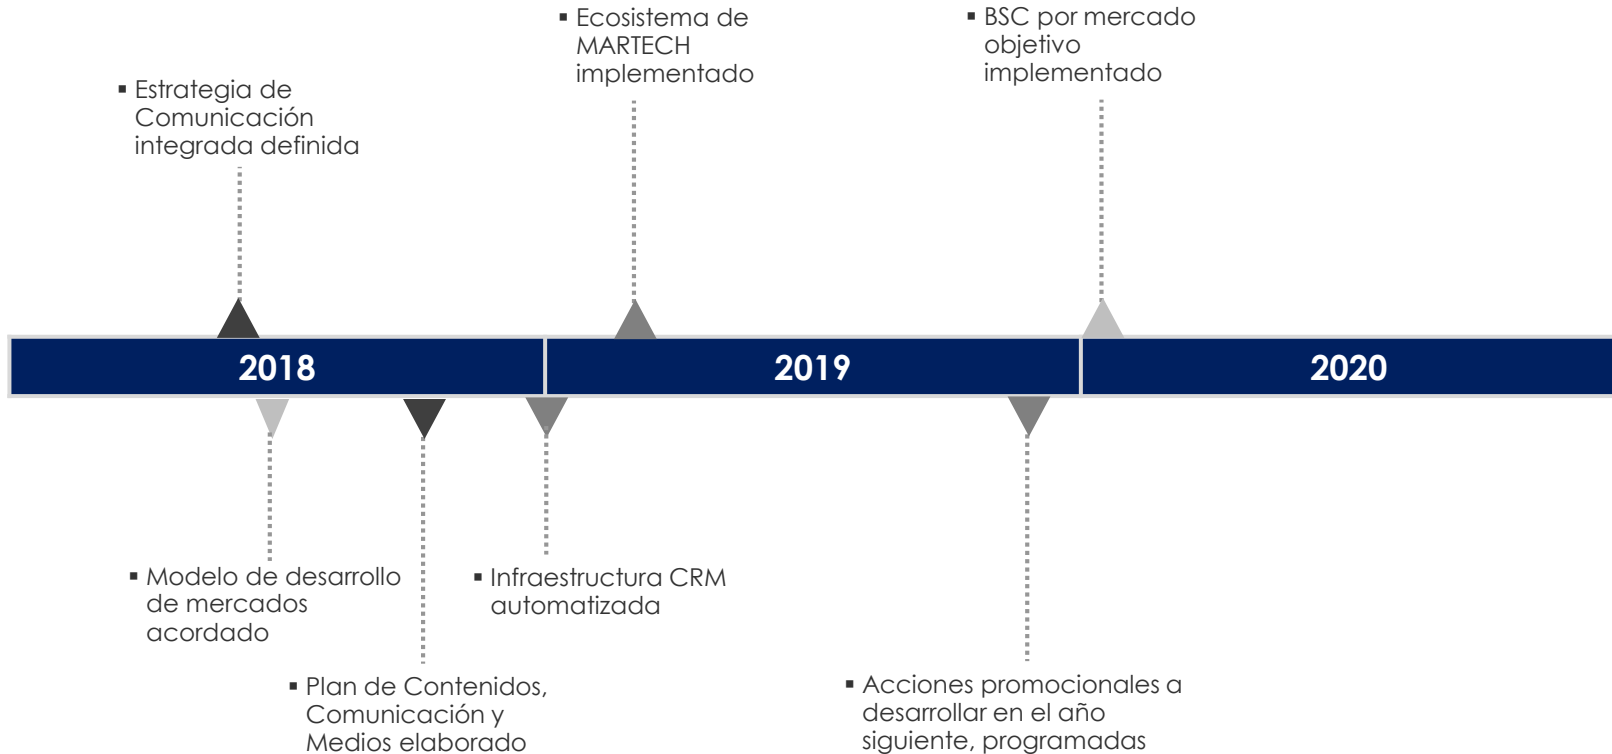 ▪ Estrategia de
Comunicación
integrada definida
▪ Ecosistema de
MARTECH
implementado
▪ BSC por mercado
objetivo
implementado
2018
2019
2020
▪ Modelo de desarrollo
de mercados
acordado
▪ Plan de Contenidos,
Comunicación y
Medios elaborado
▪ Infraestructura CRM
automatizada
▪ Acciones promocionales a
desarrollar en el año
siguiente, programadas